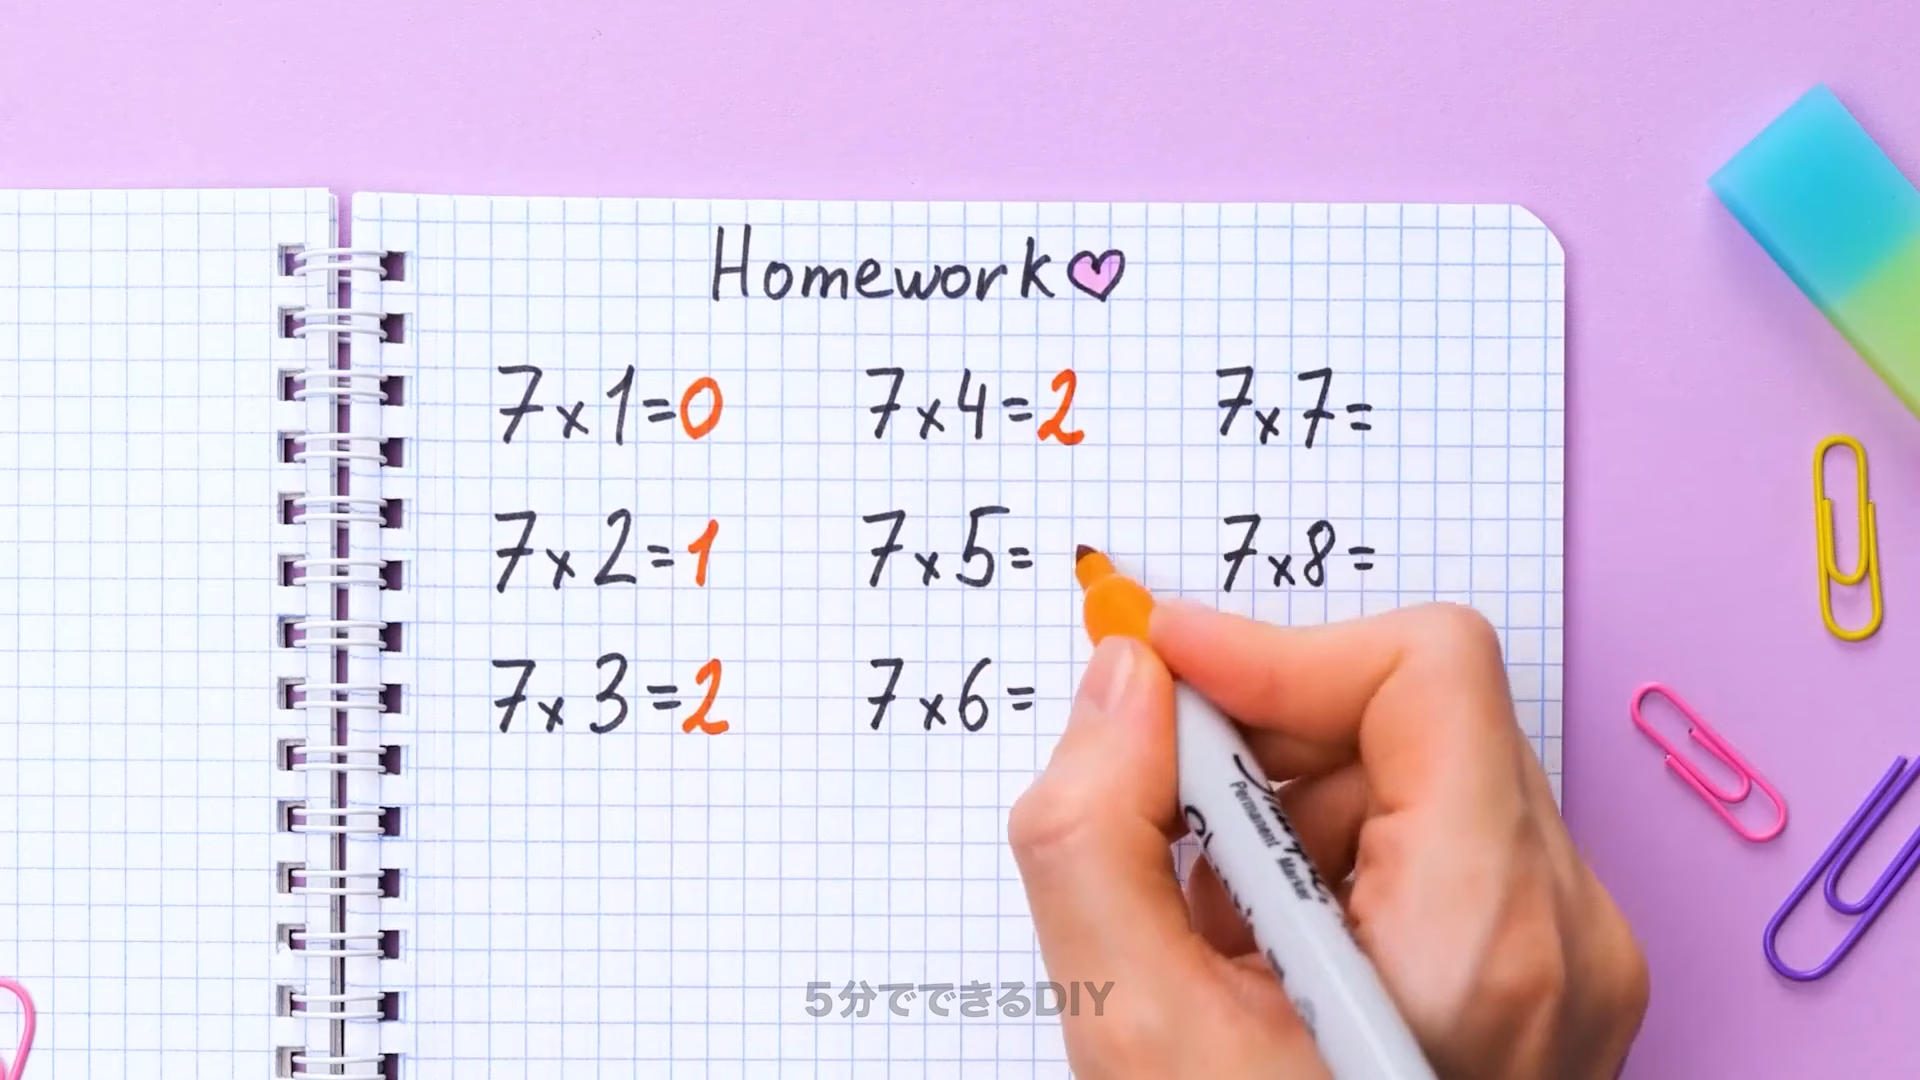 Homework
7x1=0 7x4=2 7x7=
7x2=1 7x5= 7x8=
7x3=2 7x6=
Permanent Marker
5分でできるDIY